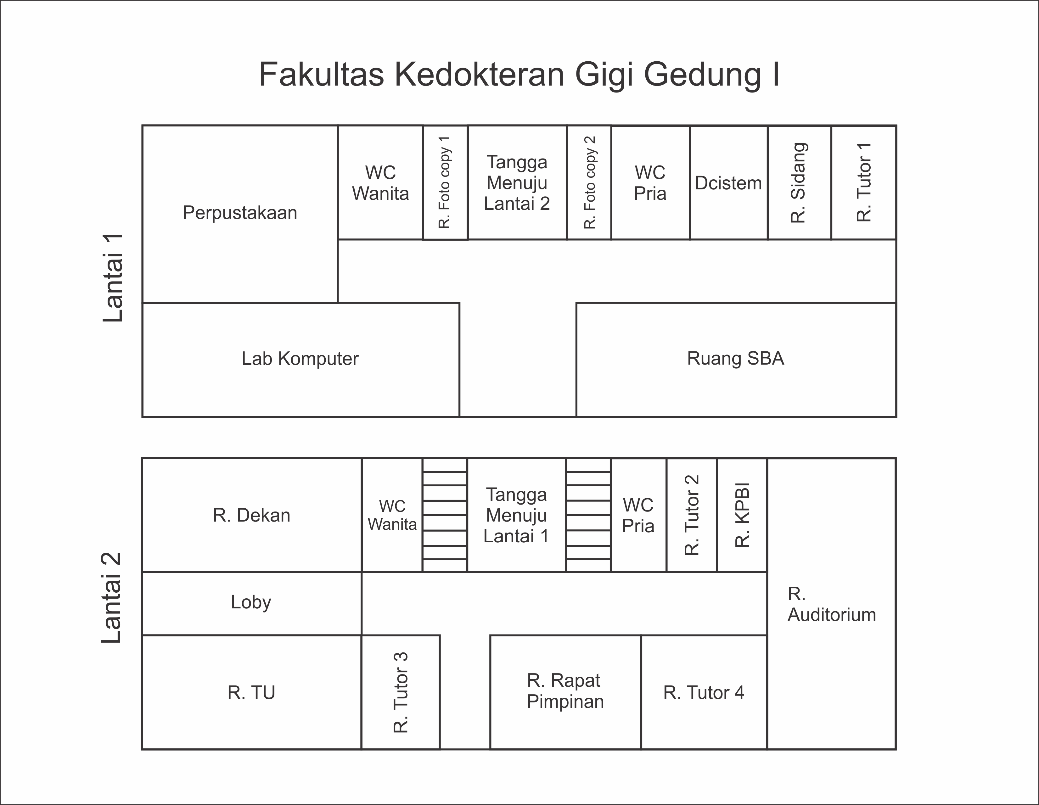 Fakultas Kedokteran Gigi Gedung I
Lantai 1
Perpustakaan
WC
Wanita
R. Foto copy 1
Tangga
Menuju
Lantai 2
R. Foto copy 2
WC
Pria
Dcistem
R. Sidang
R. Tutor 1
Lab Komputer
Ruang SBA
Lantai 2
R. Dekan
WC
Wanita
Tangga
Menuju
Lantai 1
WC
Pria
R. Tutor 2
R. KPBI
R.
Auditorium
Loby
R. TU
R. Tutor 3
R. Rapat
Pimpinan
R. Tutor 4